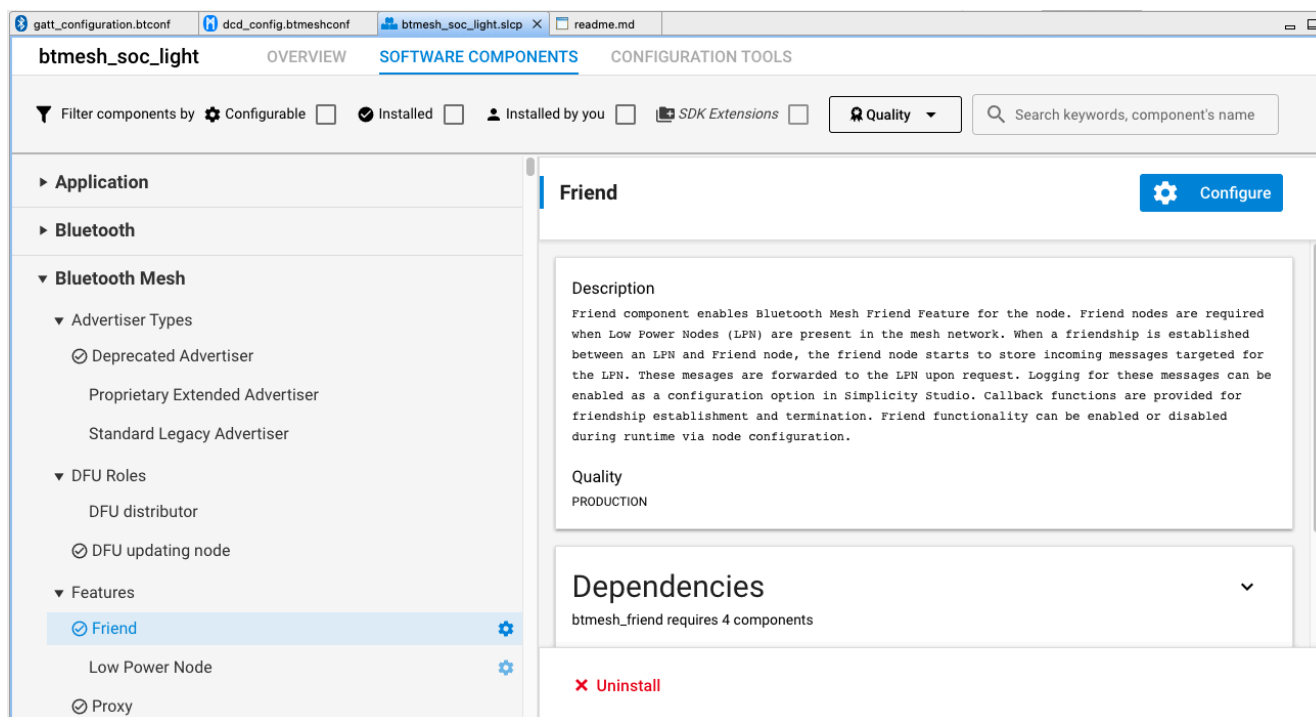 gatt_configuration.btconf dcd_config.btmeshconf btmesh_soc_light.slcp readme.md
btmesh_soc_light OVERVIEW SOFTWARE COMPONENTS CONFIGURATION TOOLS
Filter components by Configurable Installed Installed by you SDK Extensions Quality Search keywords, component's name
Application
Bluetooth
Bluetooth Mesh
Advertiser Types
Deprecated Advertiser
Proprietary Extended Advertiser
Standard Legacy Advertiser
DFU Roles
DFU distributor
DFU updating node
Features
Friend
Low Power Node
Proxy
Friend Configure
Description
Friend component enables Bluetooth Mesh Friend Feature for the node. Friend nodes are required
when Low Power Nodes (LPN) are present in the mesh network. When a friendship is established
between an LPN and Friend node, the friend node starts to store incoming messages targeted for
the LPN. These mesages are forwarded to the LPN upon request. Logging for these messages can be
enabled as a configuration option in Simplicity Studio. Callback functions are provided for
friendship establishment and termination. Friend functionality can be enabled or disabled
during runtime via node configuration.
Quality
PRODUCTION
Dependencies
btmesh_friend requires 4 components
Uninstall